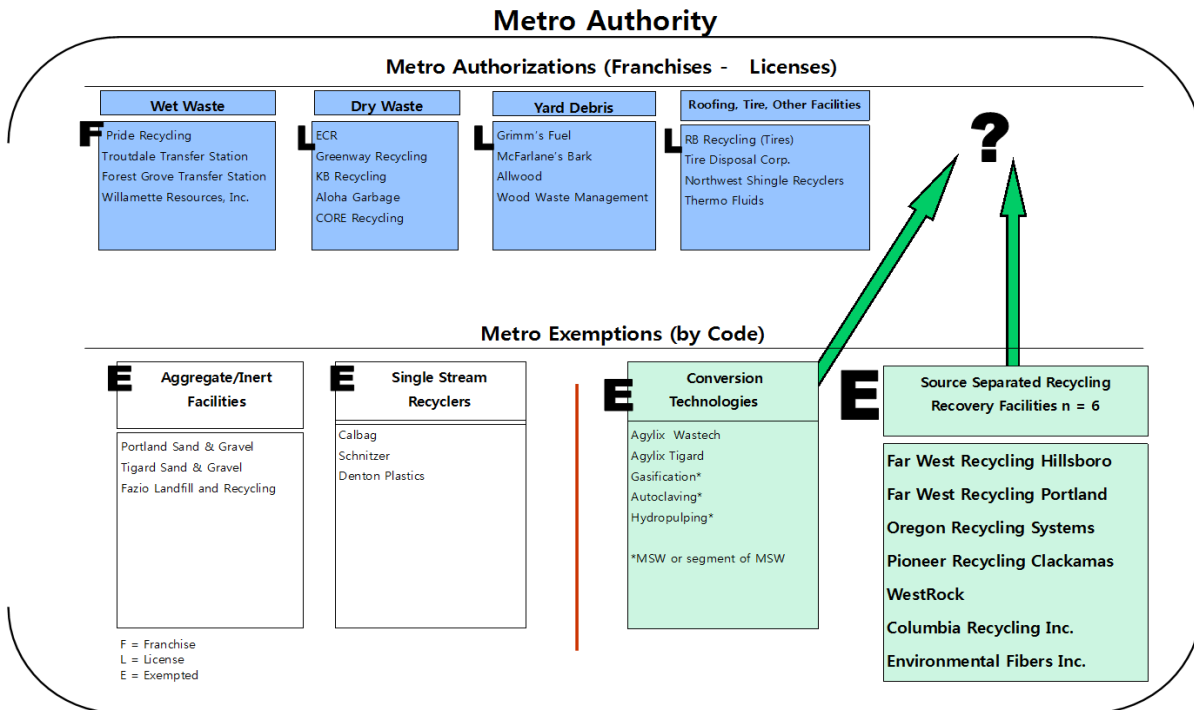 Metro Authority
Metro Authorizations (Franchises - Licenses)
Wet Waste
F
Pride Recycling
Troutdale Transfer Station
Forest Grove Transfer Station
Willamette Resources, Inc.
Dry Waste
L
ECR
Greenway Recycling
KB Recycling
Aloha Garbage
CORE Recycling
Yard Debris
L
Grimm's Fuel
McFarlane's Bark
Allwood
Wood Waste Management
Roofing, Tire, Other Facilities
L
RB Recycling (Tires)
Tire Disposal Corp.
Northwest Shingle Recyclers
Thermo Fluids
?
Metro Exemptions (by Code)
E
Aggregate/Inert
Facilities
Portland Sand & Gravel
Tigard Sand & Gravel
Fazio Landfill and Recycling
E
Single Stream
Recyclers
Calbag
Schnitzer
Denton Plastics
E
Conversion
Technologies
Agylix Wastech
Agylix Tigard
Gasification*
Autoclaving*
Hydropulping*
*MSW or segment of MSW
E
Source Separated Recycling
Recovery Facilities n = 6
Far West Recycling Hillsboro
Far West Recycling Portland
Oregon Recycling Systems
Pioneer Recycling Clackamas
WestRock
Columbia Recycling Inc.
Environmental Fibers Inc.
F = Franchise
L = License
E = Exempted